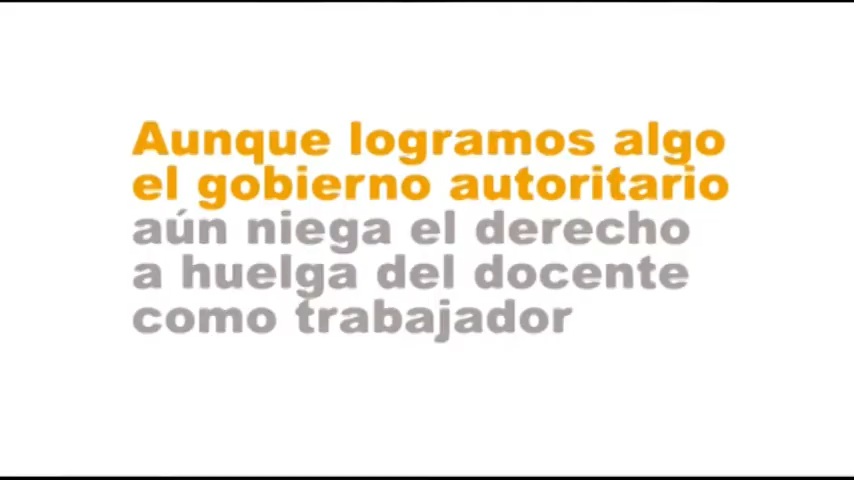 Aunque logramos algo
el gobierno autoritario
aún niega el derecho
a huelga del docente
como trabajador